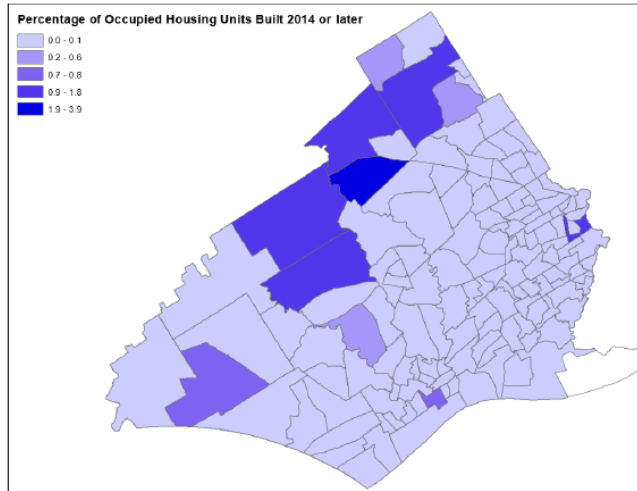 Percentage of Occupied Housing Units Built 2014 or later
0.0 - 0.1
0.2 - 0.6
0.7 - 0.8
0.9 - 1.8
1.9 - 3.9